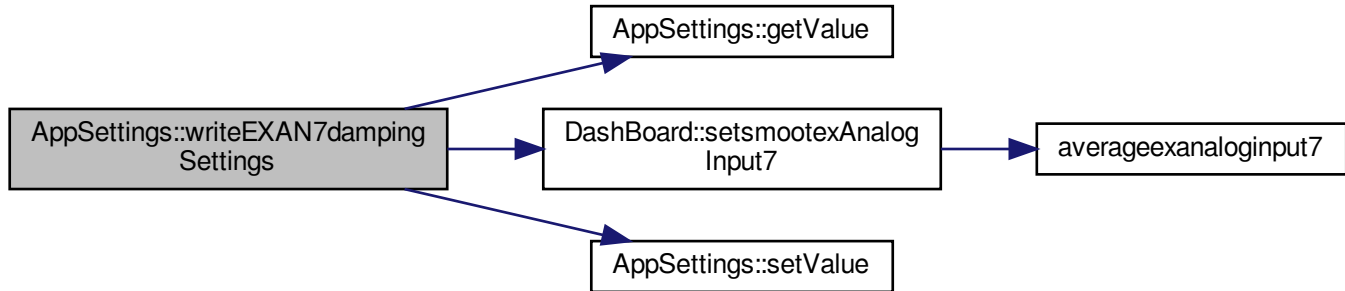 AppSettings::getValue
AppSettings::writeEXAN7damping
Settings
DashBoard::setsmootexAnalog
Input7
averageexanaloginput7
AppSettings::setValue